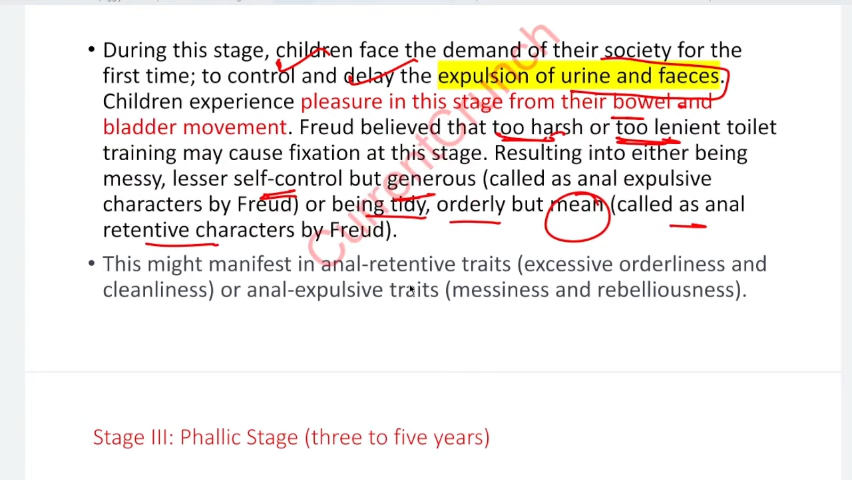 • During this stage, children face the demand of their society for the
first time; to control and delay the expulsion of urine and faeces.
Children experience pleasure in this stage from their bowel and
bladder movement. Freud believed that too harsh or too lenient toilet
training may cause fixation at this stage. Resulting into either being
messy, lesser self-control but generous (called as anal expulsive
characters by Freud) or being tidy, orderly but mean (called as anal
retentive characters by Freud).
• This might manifest in anal-retentive traits (excessive orderliness and
cleanliness) or anal-expulsive traits (messiness and rebelliousness).
Stage III: Phallic Stage (three to five years)
CurrentCrunch